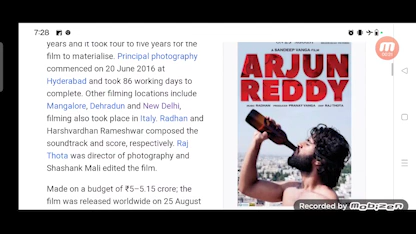 7:28
years and it took four to five years for the
film to materialise. Principal photography
commenced on 20 June 2016 at
Hyderabad and took 86 working days to
complete. Other filming locations include
Mangalore, Dehradun and New Delhi,
filming also took place in Italy. Radhan and
Harshvardhan Rameshwar composed the
soundtrack and score, respectively. Raj
Thota was director of photography and
Shashank Mali edited the film.
Made on a budget of ₹5–5.15 crore; the
film was released worldwide on 25 August
A SANDEEP VANGA FILM
ARJUN
REDDY
Recorded by Mobizen